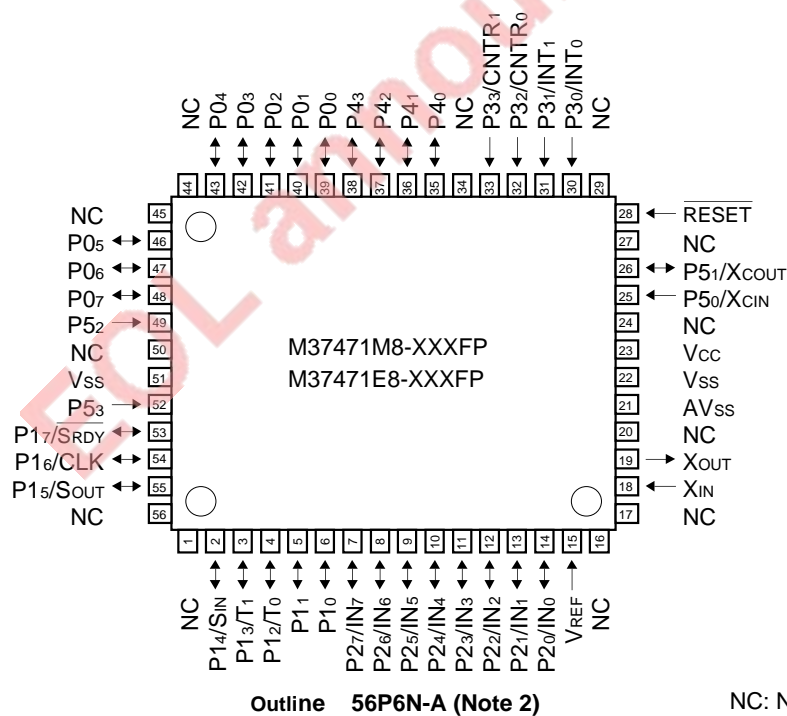 EOL announ
NC
P04
P03
P02
P01
P00
P43
P42
P41
P40
NC
P33/CNTR1
P32/CNTR0
P31/INT1
P30/INT0
NC
44 43 42 41 40 39 38 37 36 35 34 33 32 31 30 29
NC 45
P05 46
P06 47
P07 48
P52 49
NC 50
VSS 51
P53 52
P17/SRDY 53
P16/CLK 54
P15/SOUT 55
NC 56
M37471M8-XXXFP
M37471E8-XXXFP
28 RESET
27 NC
26 P51/XCOUT
25 P50/XCIN
24 NC
23 VCC
22 VSS
21 AVSS
20 NC
19 XOUT
18 XIN
17 NC
1 2 3 4 5 6 7 8 9 10 11 12 13 14 15 16
NC
P14/SIN
P13/T1
P12/T0
P11
P10
P27/IN7
P26/IN6
P25/IN5
P24/IN4
P23/IN3
P22/IN2
P21/IN1
P20/IN0
VREF
NC
Outline 56P6N-A (Note 2)
NC: N